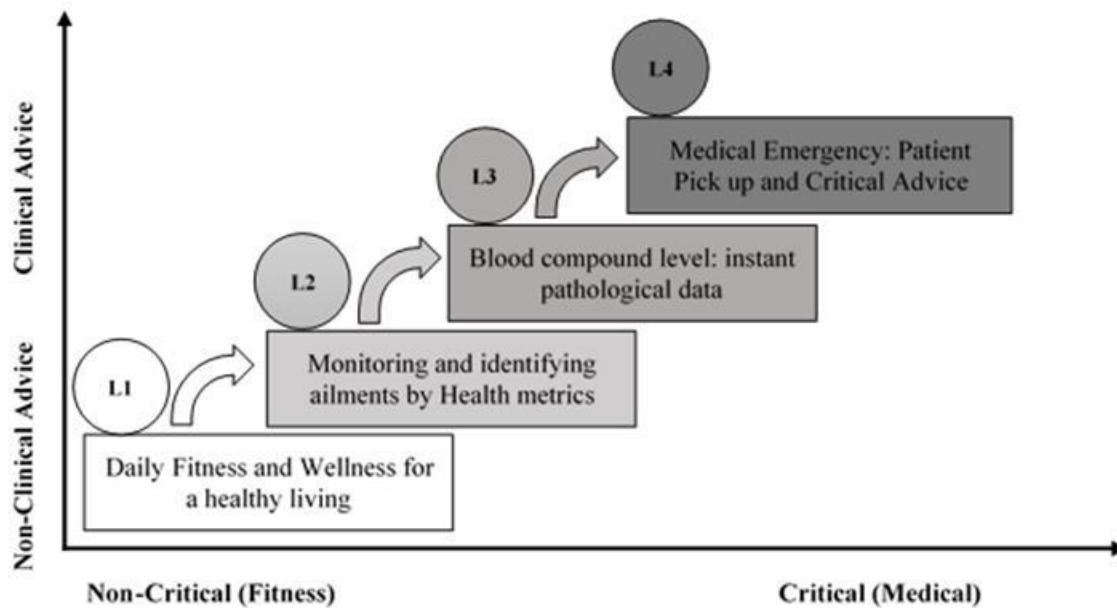 Clinical Advice
Non-Clinical Advice
L4
Medical Emergency: Patient
Pick up and Critical Advice
L3
Blood compound level: instant
pathological data
L2
Monitoring and identifying
ailments by Health metrics
L1
Daily Fitness and Wellness for
a healthy living
Non-Critical (Fitness)
Critical (Medical)